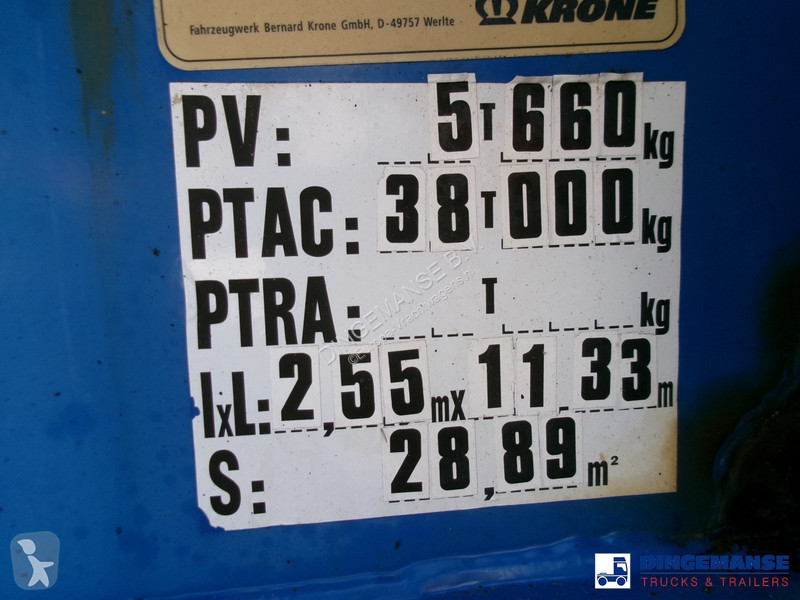 KRONE
Fahrzeugwerk Bernard Krone GmbH, D-49757 Werlte
PV: 5 T 660 kg
PTAC: 38 T 000 kg
PTRA: T kg
lxL: 2,55 mx 11,33 m
S: 28,89 m²
DINGEMANSE B.V.
DINGEMANSE
TRUCKS & TRAILERS